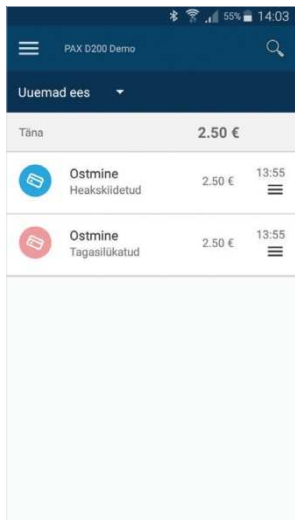 55% 14:03
PAX D200 Demo
Uuemad ees
Täna 2.50 €
Ostmine 2.50 € 13:55
Heakskiidetud
Ostmine 2.50 € 13:55
Tagasilükatud